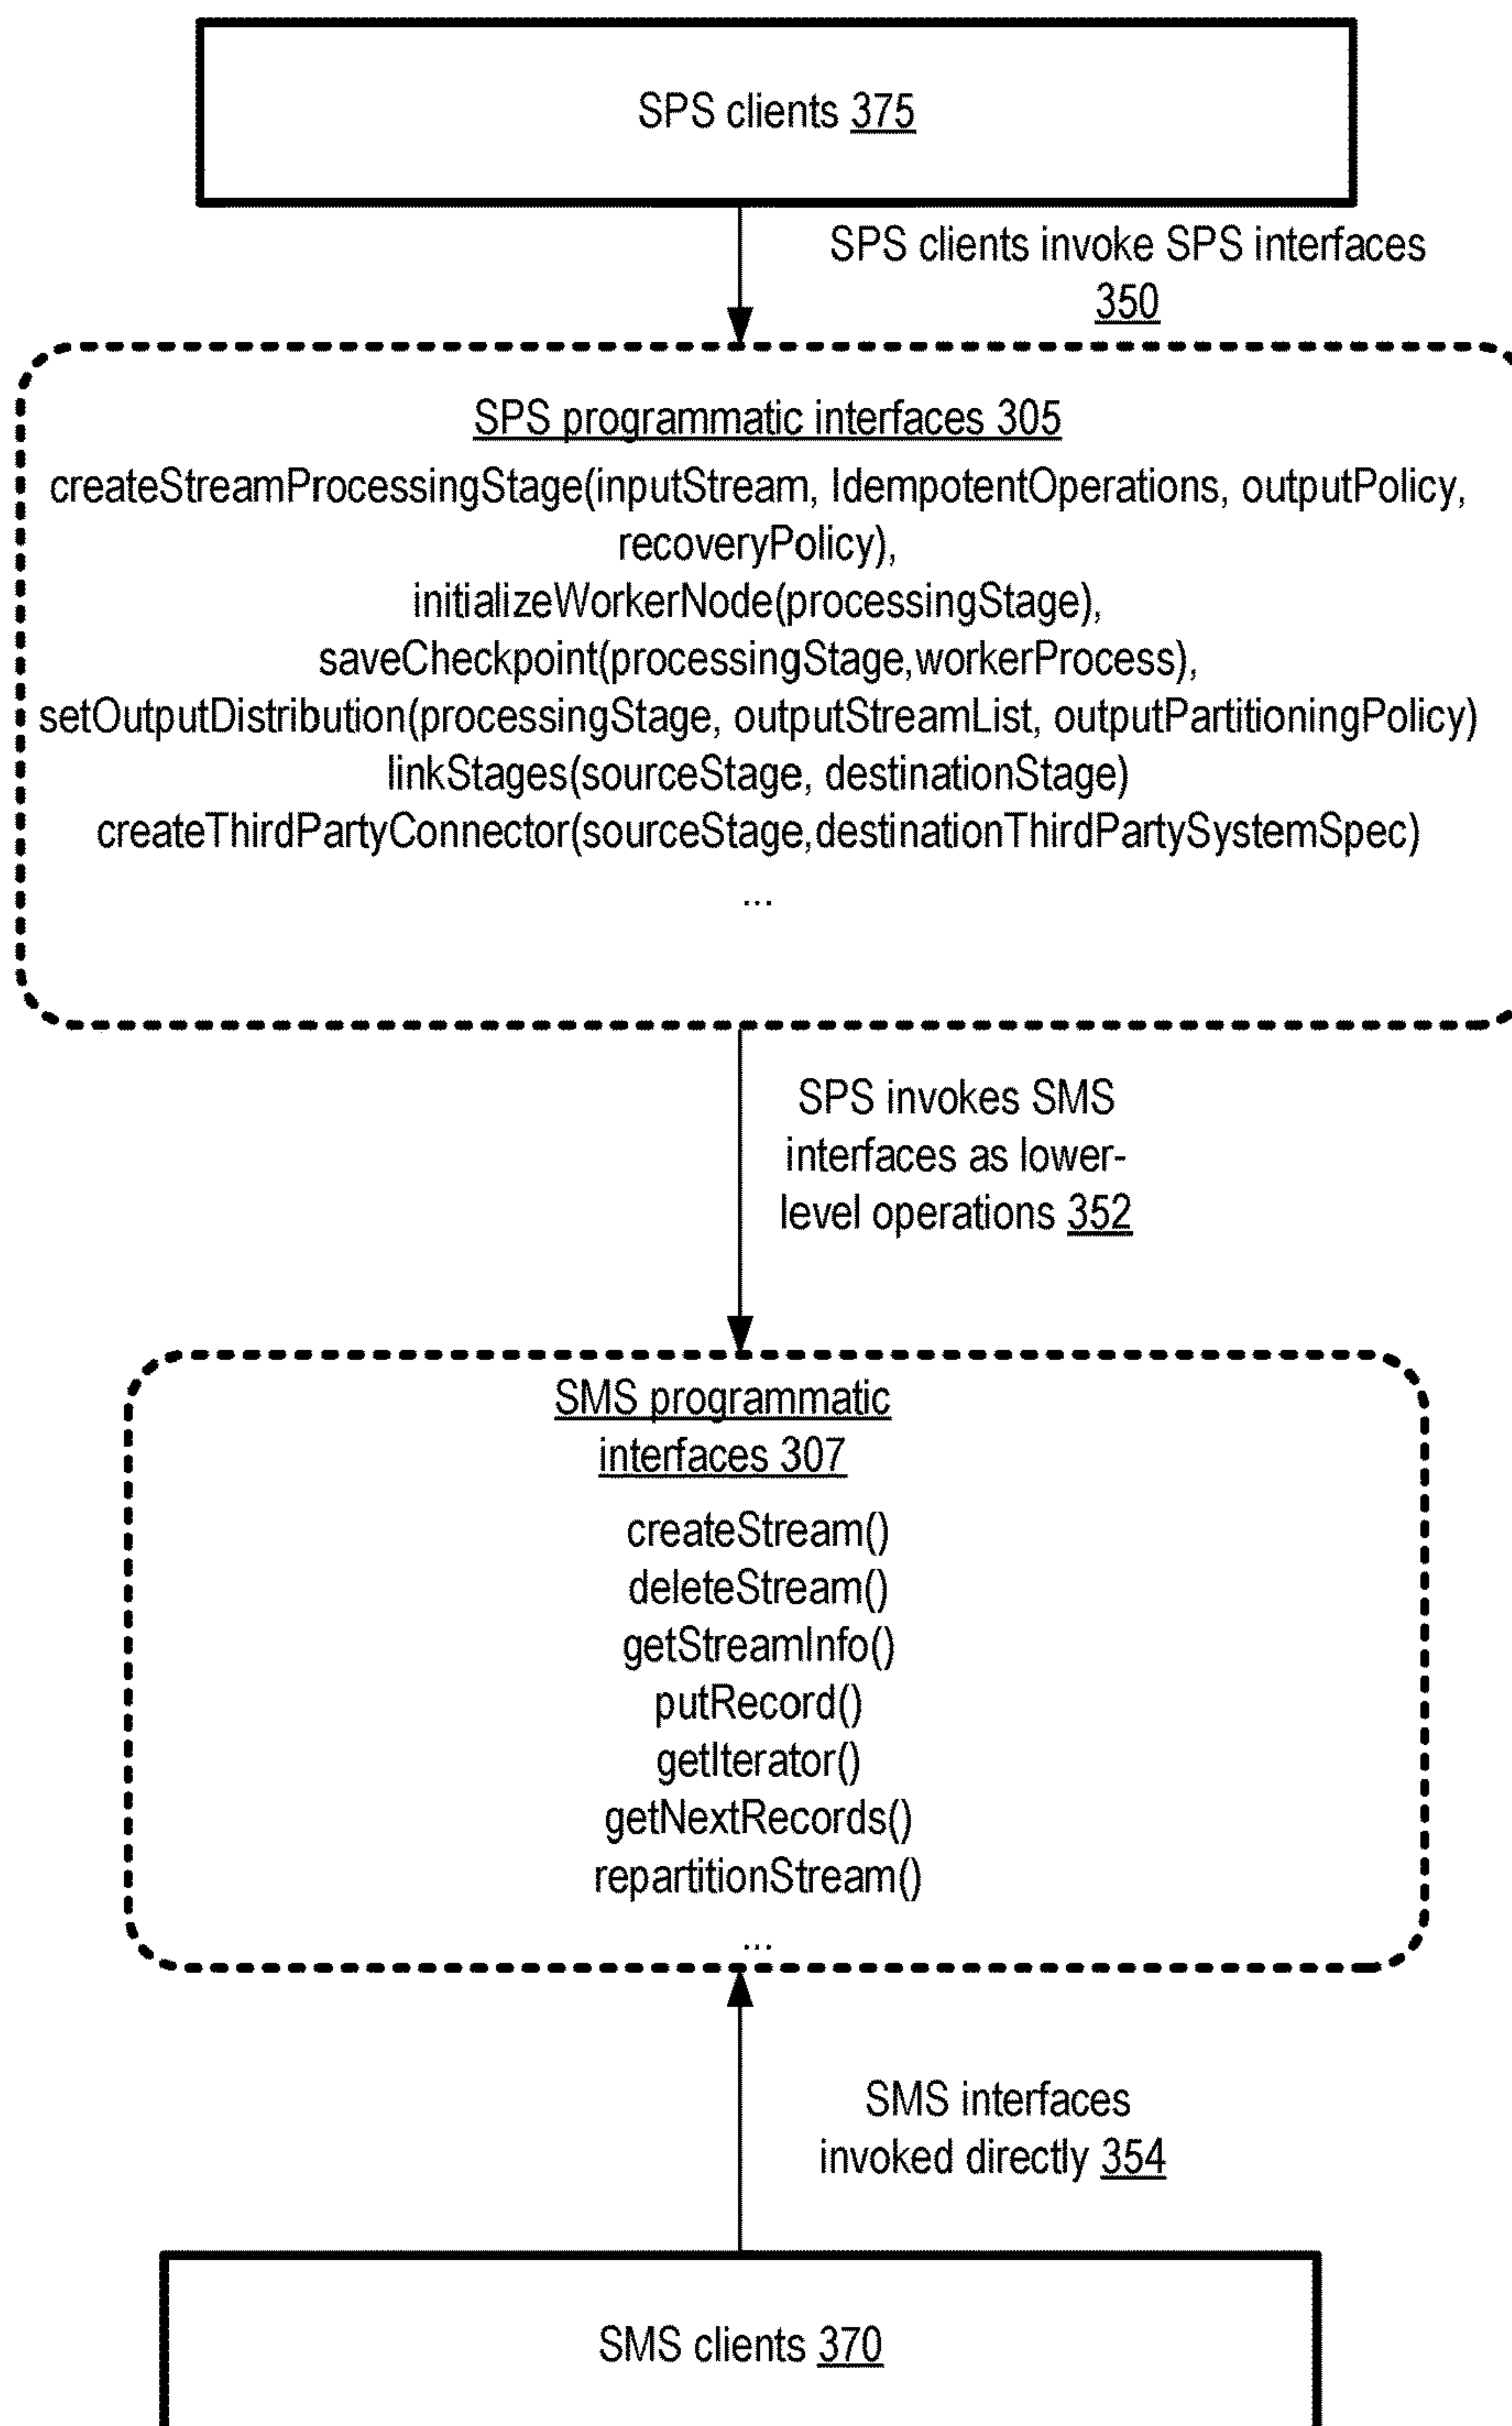 SPS clients 375
SPS clients invoke SPS interfaces
350
SPS programmatic interfaces 305
createStreamProcessingStage(inputStream, IdempotentOperations, outputPolicy,
recoveryPolicy),
initializeWorkerNode(processingStage),
saveCheckpoint(processingStage,workerProcess),
setOutputDistribution(processingStage, outputStreamList, outputPartitioningPolicy)
linkStages(sourceStage, destinationStage)
createThirdPartyConnector(sourceStage,destinationThirdPartySystemSpec)
...
SPS invokes SMS
interfaces as lower-
level operations 352
SMS programmatic
interfaces 307
createStream()
deleteStream()
getStreamInfo()
putRecord()
getIterator()
getNextRecords()
repartitionStream()
...
SMS interfaces
invoked directly 354
SMS clients 370